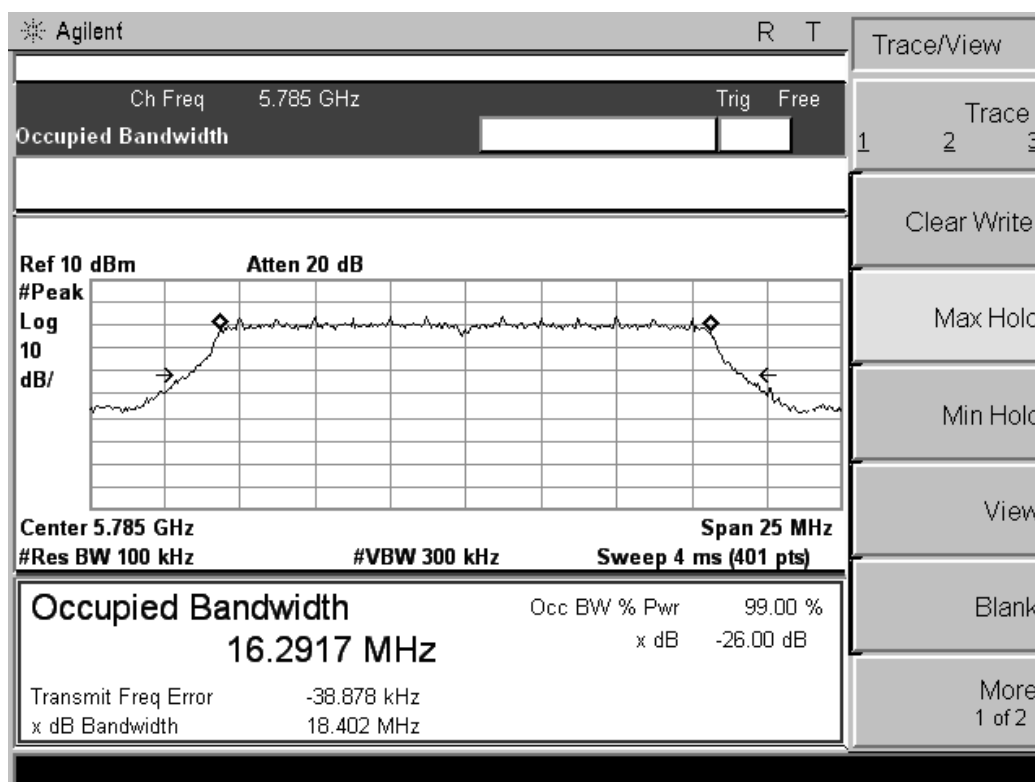 Agilent R T
Trace/View
Ch Freq 5.785 GHz Trig Free
Occupied Bandwidth
Trace
1 2 3
Clear Write
Max Hold
Min Hold
View
Blank
More
1 of 2
Ref 10 dBm Atten 20 dB
#Peak
Log
10
dB/
Center 5.785 GHz Span 25 MHz
#Res BW 100 kHz #VBW 300 kHz Sweep 4 ms (401 pts)
Occupied Bandwidth Occ BW % Pwr 99.00 %
16.2917 MHz x dB -26.00 dB
Transmit Freq Error -38.878 kHz
x dB Bandwidth 18.402 MHz